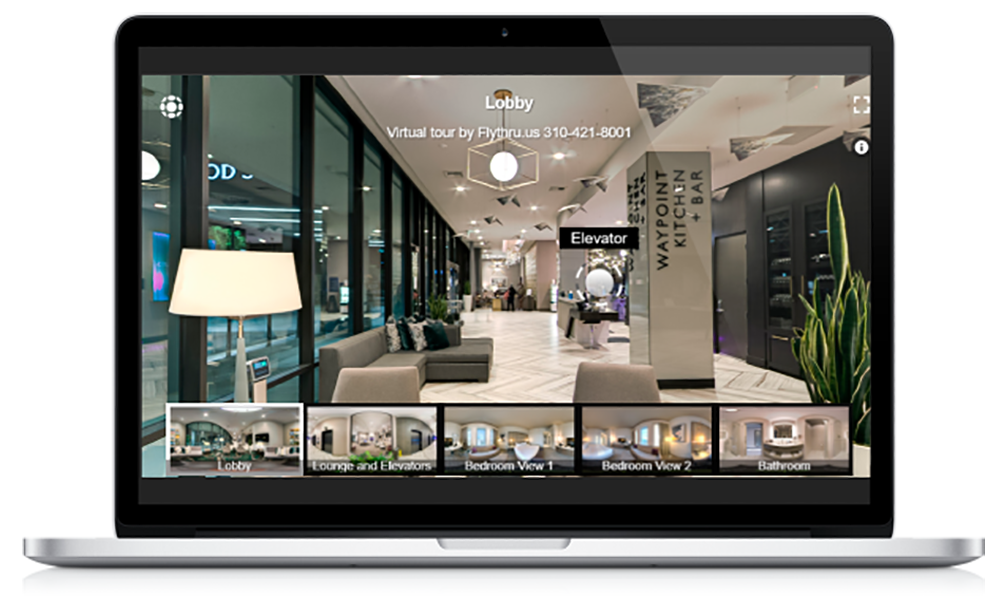 Lobby
Virtual tour by Flythru.us 310-421-8001
OD
Elevator
WAYPOINT
KITCHEN
+ BAR
Lobby
Lounge and Elevators
Bedroom View 1
Bedroom View 2
Bathroom